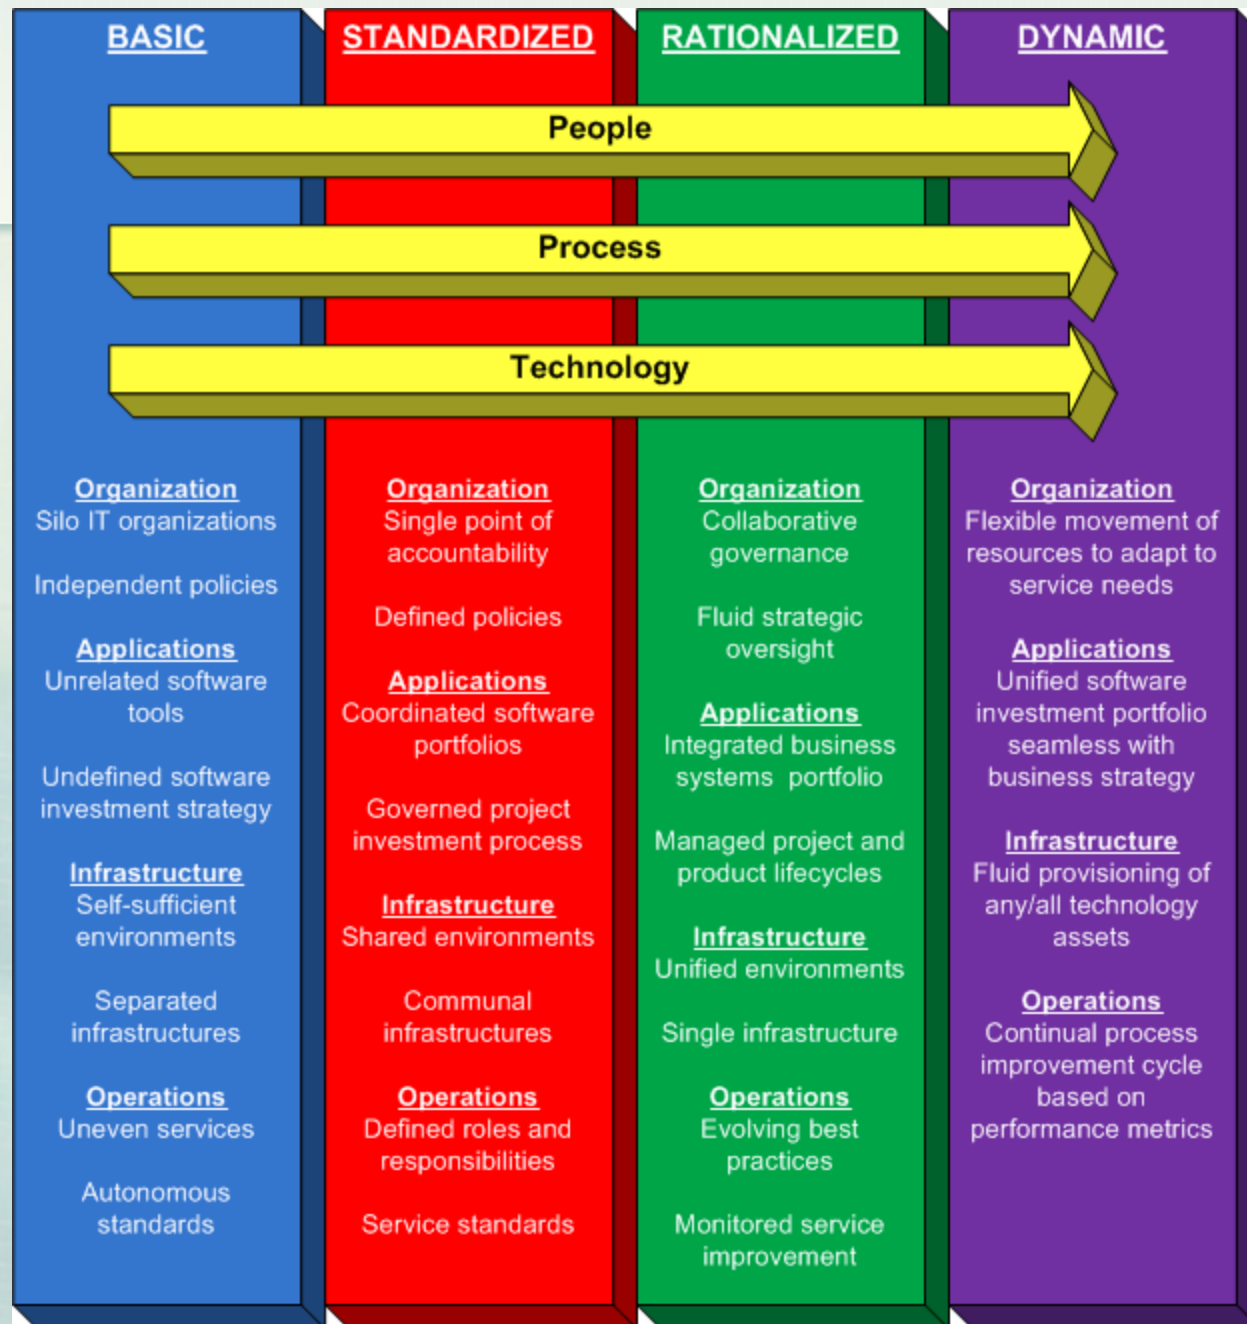 BASIC
STANDARDIZED
RATIONALIZED
DYNAMIC
People
Process
Technology
Organization
Silo IT organizations
Independent policies
Applications
Unrelated software
tools
Undefined software
investment strategy
Infrastructure
Self-sufficient
environments
Separated
infrastructures
Operations
Uneven services
Autonomous
standards
Organization
Single point of
accountability
Defined policies
Applications
Coordinated software
portfolios
Governed project
investment process
Infrastructure
Shared environments
Communal
infrastructures
Operations
Defined roles and
responsibilities
Service standards
Organization
Collaborative
governance
Fluid strategic
oversight
Applications
Integrated business
systems portfolio
Managed project and
product lifecycles
Infrastructure
Unified environments
Single infrastructure
Operations
Evolving best
practices
Monitored service
improvement
Organization
Flexible movement of
resources to adapt to
service needs
Applications
Unified software
investment portfolio
seamless with
business strategy
Infrastructure
Fluid provisioning of
any/all technology
assets
Operations
Continual process
improvement cycle
based on
performance metrics